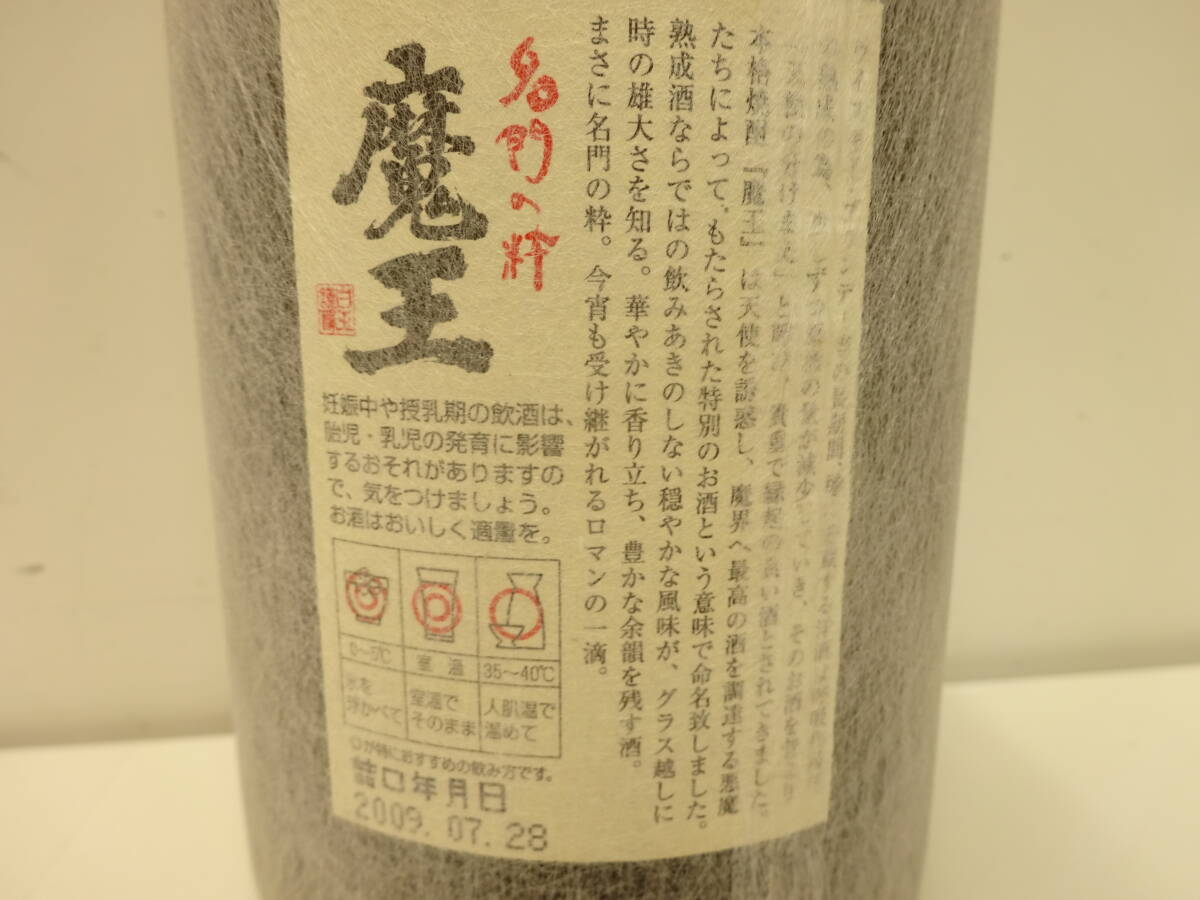 本格焼酎『魔王』は天使を誘惑し、魔界へ最高の酒を調達する悪魔
たちによって、もたらされた特別のお酒という意味で命名致しました。
熟成酒ならではの飲みあきのしない穏やかな風味が、グラス越しに
時の雄大さを知る。華やかに香り立ち、豊かな余韻を残す酒。
まさに名門の粋。今宵も受け継がれるロマンの一滴。
名門の粋
魔王
妊娠中や授乳期の飲酒は、
胎児・乳児の発育に影響
するおそれがありますの
で、気をつけましょう。
お酒はおいしく適量を。
0〜5℃
室温
35〜40℃
氷を
浮かべて
室温で
そのまま
人肌温で
温めて
○が特におすすめの飲み方です。
詰口年月日
2009.07.28